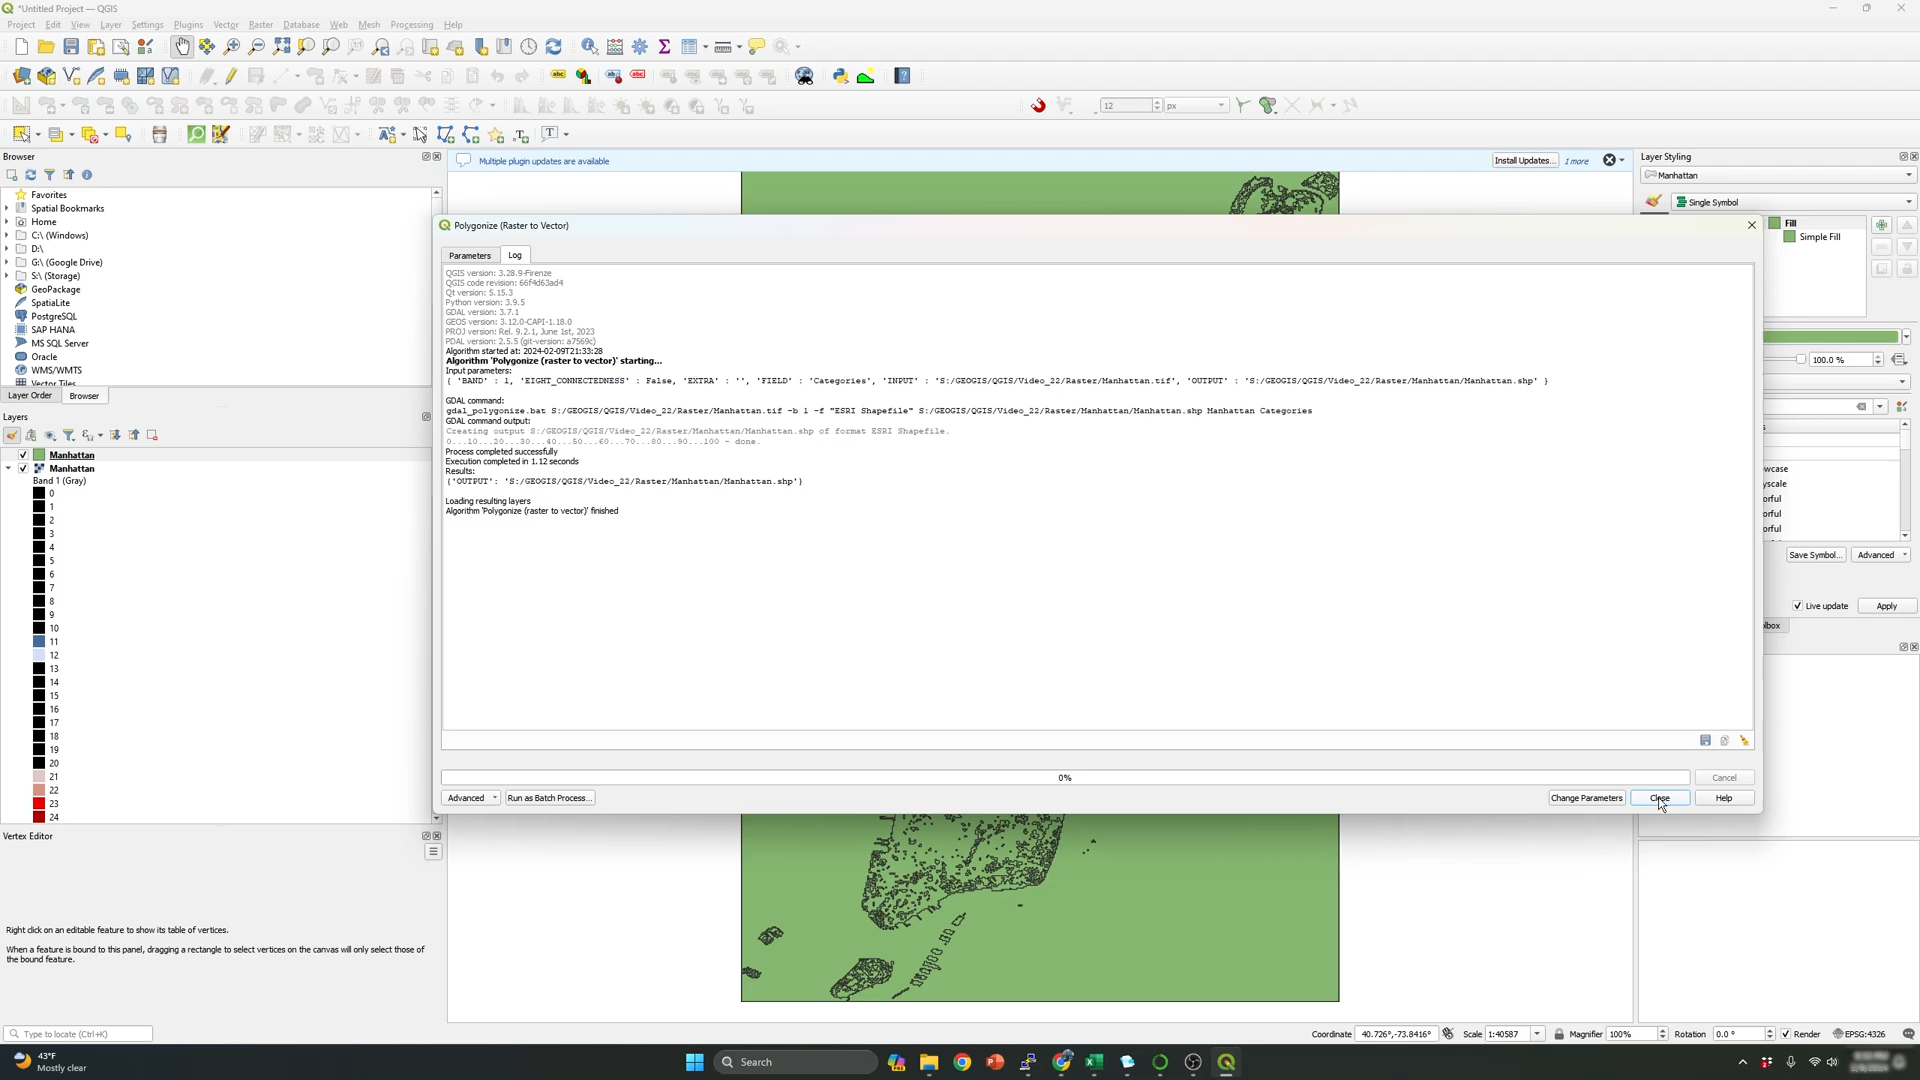 *Untitled Project — QGIS
Project Edit View Layer Settings Plugins Vector Raster Database Web Mesh Processing Help
12 px
Browser
Multiple plugin updates are available
Install Updates... 1 more
Layer Styling
Manhattan
Single Symbol
Favorites
Spatial Bookmarks
Home
C:\ (Windows)
D:\
G:\ (Google Drive)
S:\ (Storage)
GeoPackage
SpatiaLite
PostgreSQL
SAP HANA
MS SQL Server
Oracle
WMS/WMTS
Vector Tiles
Layer Order Browser
Layers
Manhattan
Manhattan
Band 1 (Gray)
0
1
2
3
4
5
6
7
8
9
10
11
12
13
14
15
16
17
18
19
20
21
22
23
24
Vertex Editor
Right click on an editable feature to show its table of vertices.
When a feature is bound to this panel, dragging a rectangle to select vertices on the canvas will only select those of
the bound feature.
Polygonize (Raster to Vector)
Parameters Log
QGIS version: 3.28.9-Firenze
QGIS code revision: 66f4d63ad4
Qt version: 5.15.3
Python version: 3.9.5
GDAL version: 3.7.1
GEOS version: 3.12.0-CAPI-1.18.0
PROJ version: Rel. 9.2.1, June 1st, 2023
PDAL version: 2.5.5 (git-version: a7569c)
Algorithm started at: 2024-02-09T21:33:28
Algorithm 'Polygonize (raster to vector)' starting...
Input parameters:
{ 'BAND' : 1, 'EIGHT_CONNECTEDNESS' : False, 'EXTRA' : '', 'FIELD' : 'Categories', 'INPUT' : 'S:/GEOGIS/QGIS/Video_22/Raster/Manhattan.tif', 'OUTPUT' : 'S:/GEOGIS/QGIS/Video_22/Raster/Manhattan/Manhattan.shp' }
GDAL command:
gdal_polygonize.bat S:/GEOGIS/QGIS/Video_22/Raster/Manhattan.tif -b 1 -f "ESRI Shapefile" S:/GEOGIS/QGIS/Video_22/Raster/Manhattan/Manhattan.shp Manhattan Categories
GDAL command output:
Creating output S:/GEOGIS/QGIS/Video_22/Raster/Manhattan/Manhattan.shp of format ESRI Shapefile.
0...10...20...30...40...50...60...70...80...90...100 - done.
Process completed successfully
Execution completed in 1.12 seconds
Results:
{'OUTPUT': 'S:/GEOGIS/QGIS/Video_22/Raster/Manhattan/Manhattan.shp'}
Loading resulting layers
Algorithm 'Polygonize (raster to vector)' finished
0%
Cancel
Advanced Run as Batch Process... Change Parameters Close Help
Fill
Simple Fill
100.0 %
Save Symbol... Advanced
Live update Apply
Type to locate (Ctrl+K)
Coordinate 40.726°,-73.8416° Scale 1:40587 Magnifier 100% Rotation 0.0 ° Render EPSG:4326
43°F
Mostly clear
Search